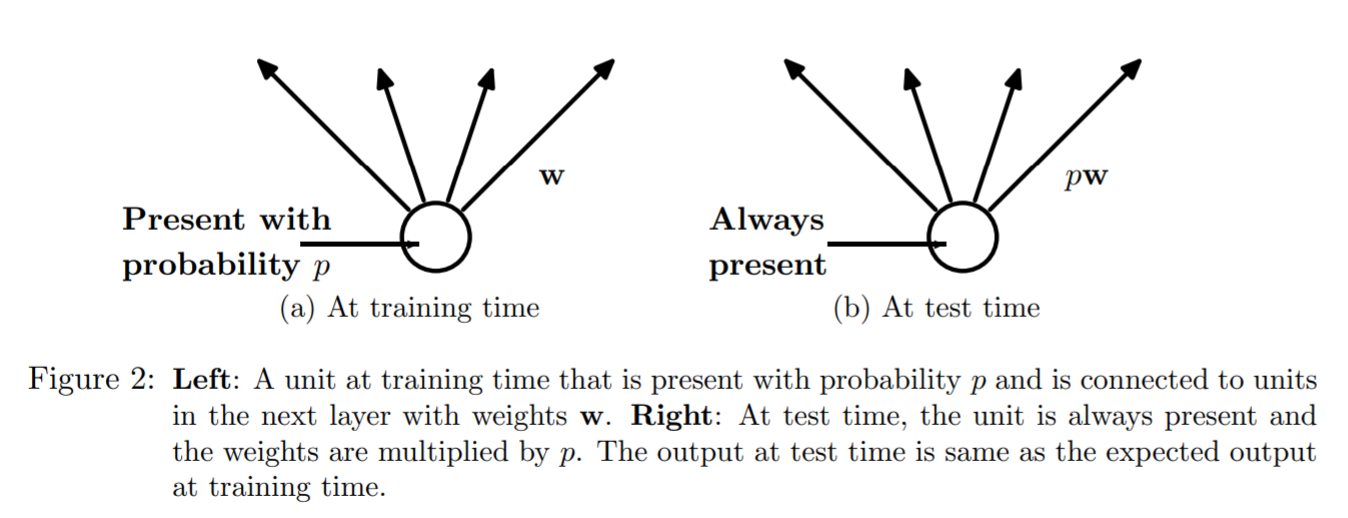 w
pw
Present with
probability p
Always
present
(a) At training time
(b) At test time
Figure 2: Left: A unit at training time that is present with probability p and is connected to units
in the next layer with weights w. Right: At test time, the unit is always present and
the weights are multiplied by p. The output at test time is same as the expected output
at training time.